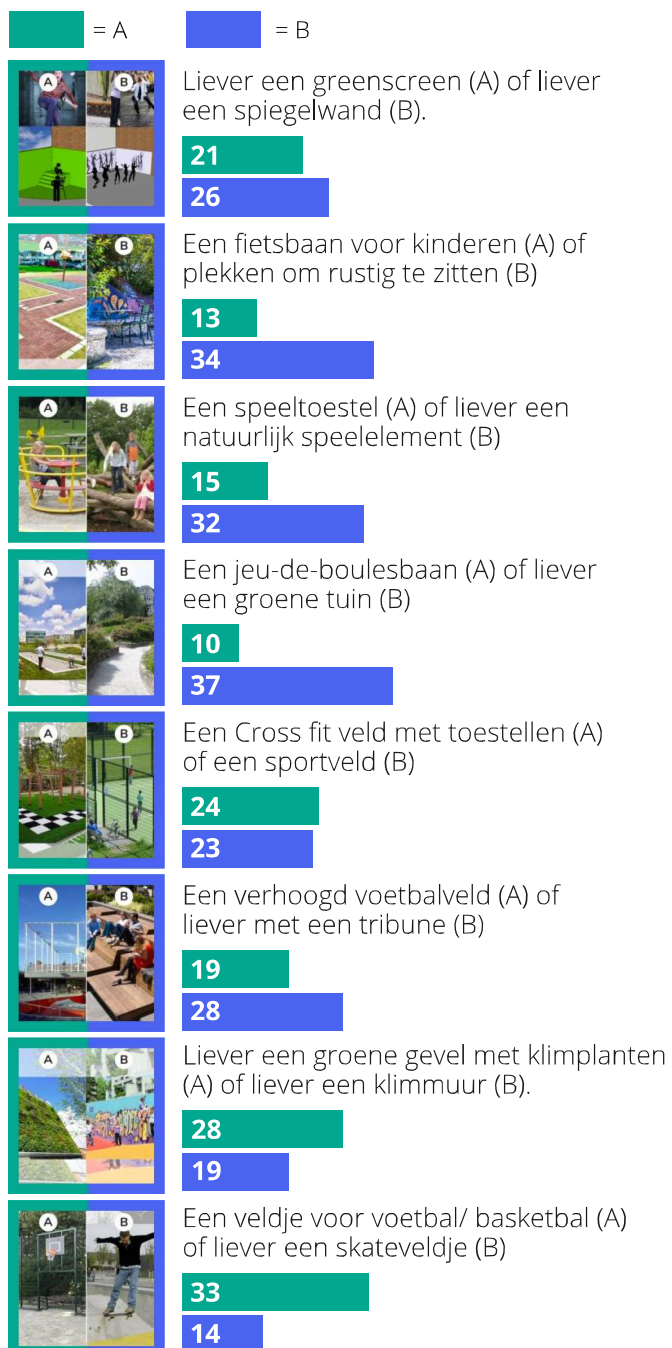 = A = B
A B
Liever een greenscreen (A) of liever
een spiegelwand (B).
21
26
A B
Een fietsbaan voor kinderen (A) of
plekken om rustig te zitten (B)
13
34
A B
Een speeltoestel (A) of liever een
natuurlijk speelelement (B)
15
32
A B
Een jeu-de-boulesbaan (A) of liever
een groene tuin (B)
10
37
A B
Een Cross fit veld met toestellen (A)
of een sportveld (B)
24
23
A B
Een verhoogd voetbalveld (A) of
liever met een tribune (B)
19
28
A B
Liever een groene gevel met klimplanten
(A) of liever een klimmuur (B).
28
19
A B
Een veldje voor voetbal/ basketbal (A)
of liever een skateveldje (B)
33
14